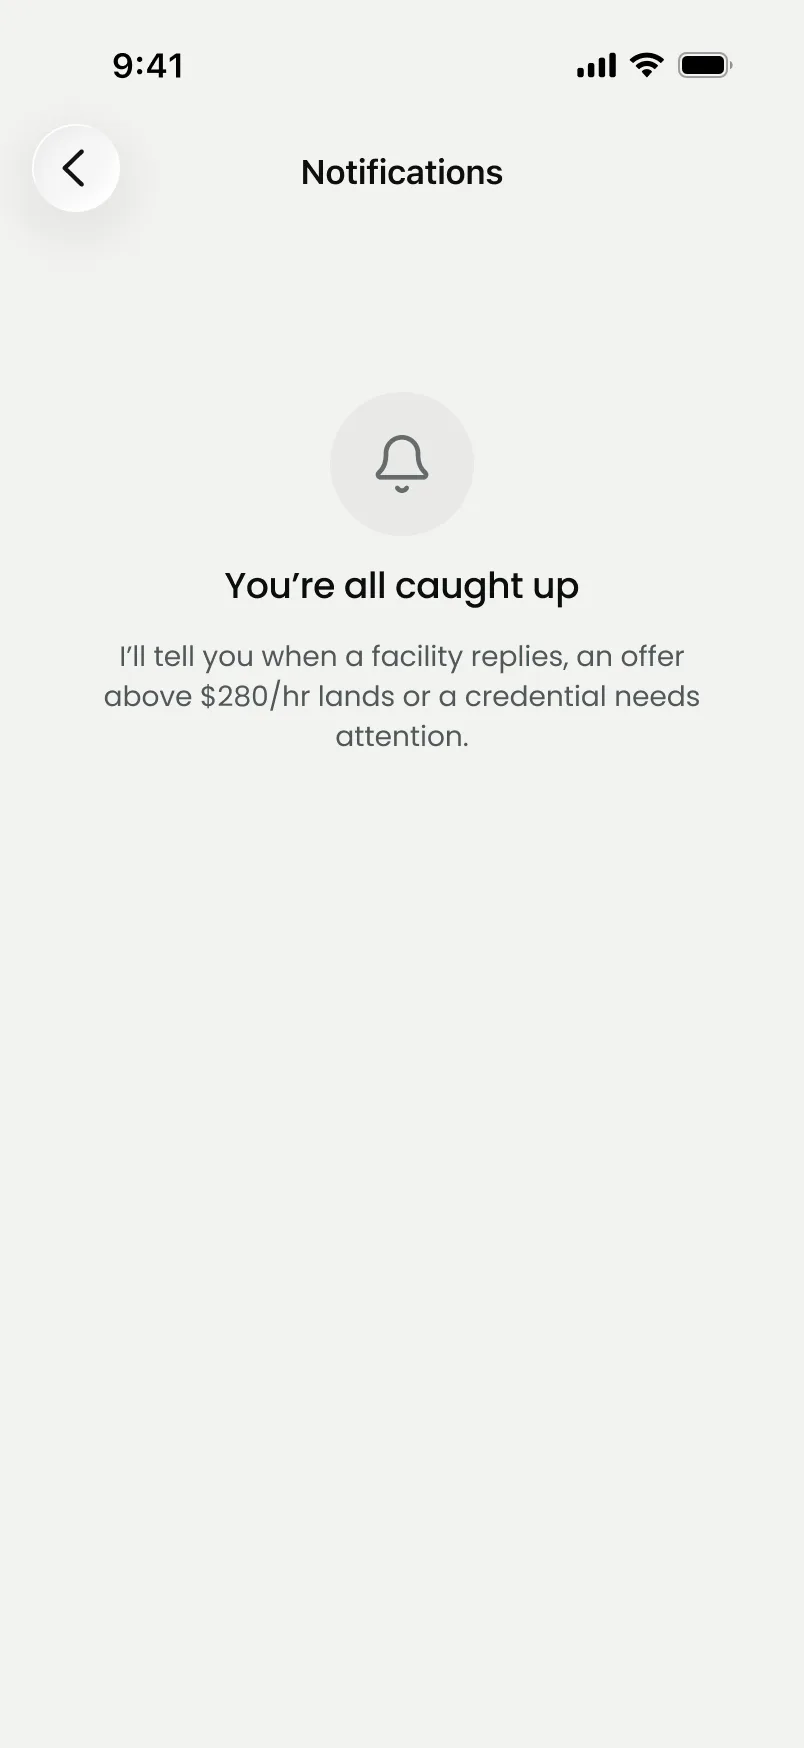 9:41
Notifications
You’re all caught up
I’ll tell you when a facility replies, an offer
above $280/hr lands or a credential needs
attention.